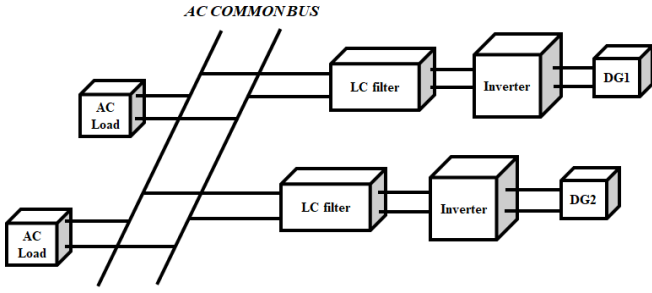 AC COMMON BUS
AC
Load
LC filter
Inverter
DG1
AC
Load
LC filter
Inverter
DG2